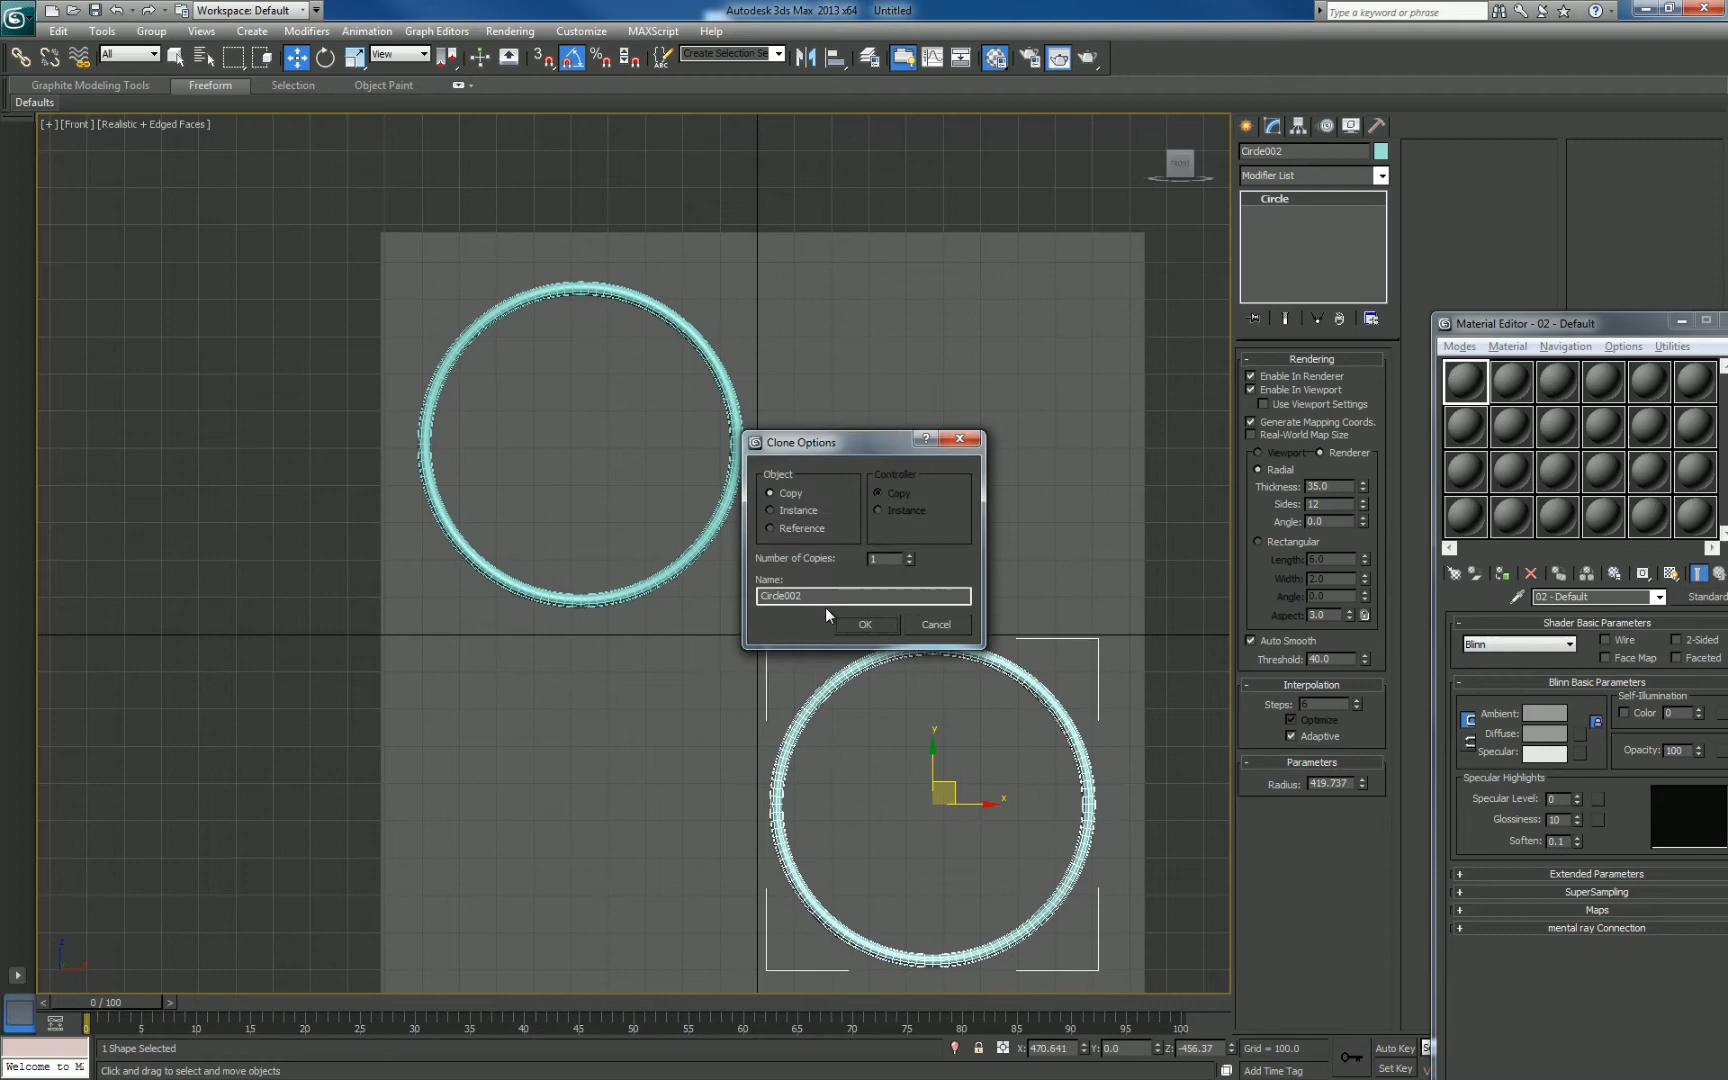 Workspace: Default
Autodesk 3ds Max 2013 x64 Untitled
Type a keyword or phrase
Edit Tools Group Views Create Modifiers Animation Graph Editors Rendering Customize MAXScript Help
All
View
Create Selection Se
Graphite Modeling Tools Freeform Selection Object Paint
Defaults
[+] [Front ] [Realistic + Edged Faces ]
FRONT
Circle002
Modifier List
Circle
Rendering
Enable In Renderer
Enable In Viewport
Use Viewport Settings
Generate Mapping Coords.
Real-World Map Size
Viewport Renderer
Radial
Thickness: 35.0
Sides: 12
Angle: 0.0
Rectangular
Length: 6.0
Width: 2.0
Angle: 0.0
Aspect: 3.0
Auto Smooth
Threshold: 40.0
Interpolation
Steps: 6
Optimize
Adaptive
Parameters
Radius: 419.737
Clone Options
Object
Copy
Instance
Reference
Controller
Copy
Instance
Number of Copies: 1
Name:
Circle002
OK Cancel
y
x
z
x
Material Editor - 02 - Default
Modes Material Navigation Options Utilities
02 - Default Standard
Shader Basic Parameters
Blinn
Wire 2-Sided
Face Map Faceted
Blinn Basic Parameters
Self-Illumination
Color 0
Ambient:
Diffuse:
Specular:
Opacity: 100
Specular Highlights
Specular Level: 0
Glossiness: 10
Soften: 0.1
Extended Parameters
SuperSampling
Maps
mental ray Connection
0 / 100
0 5 10 15 20 25 30 35 40 45 50 55 60 65 70 75 80 85 90 95 100
1 Shape Selected
X: 470.641 Y: 0.0 Z: -456.37 Grid = 100.0 Auto Key
Welcome to M
Click and drag to select and move objects
Add Time Tag Set Key